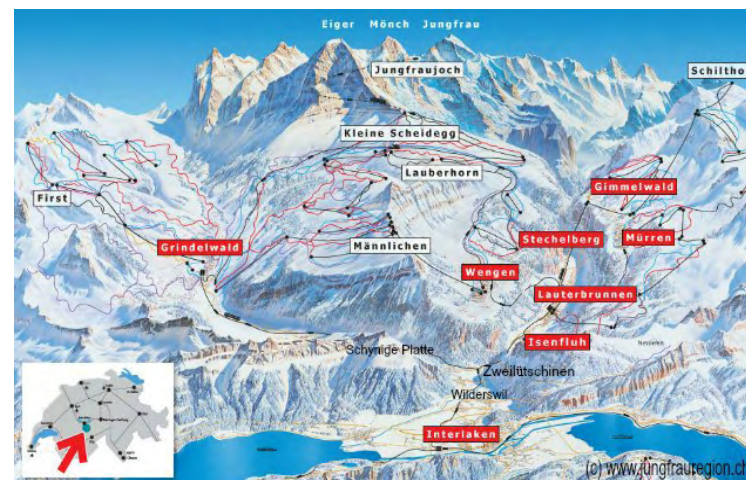 Eiger Mönch Jungfrau
Jungfraujoch
Schiltho
Kleine Scheidegg
Lauberhorn
Gimmelwald
First
Grindelwald
Männlichen
Stechelberg
Mürren
Wengen
Lauterbrunnen
Isenfluh
Schynige Platte
Zweilütschinen
Wilderswil
Interlaken
(c) www.jungfrauregion.ch